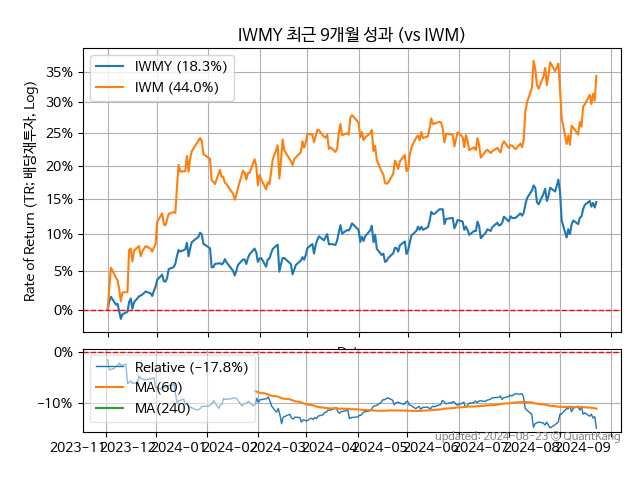 IWMY 최근 9개월 성과 (vs IWM)
Rate of Return (TR: 배당재투자, Log)
35%
30%
25%
20%
15%
10%
5%
0%
IWMY (18.3%)
IWM (44.0%)
0%
−10%
Relative (−17.8%)
MA(60)
MA(240)
updated: 2024-08-23 © QuantKang
2023-11 2023-12 2024-01 2024-02 2024-03 2024-04 2024-05 2024-06 2024-07 2024-08 2024-09